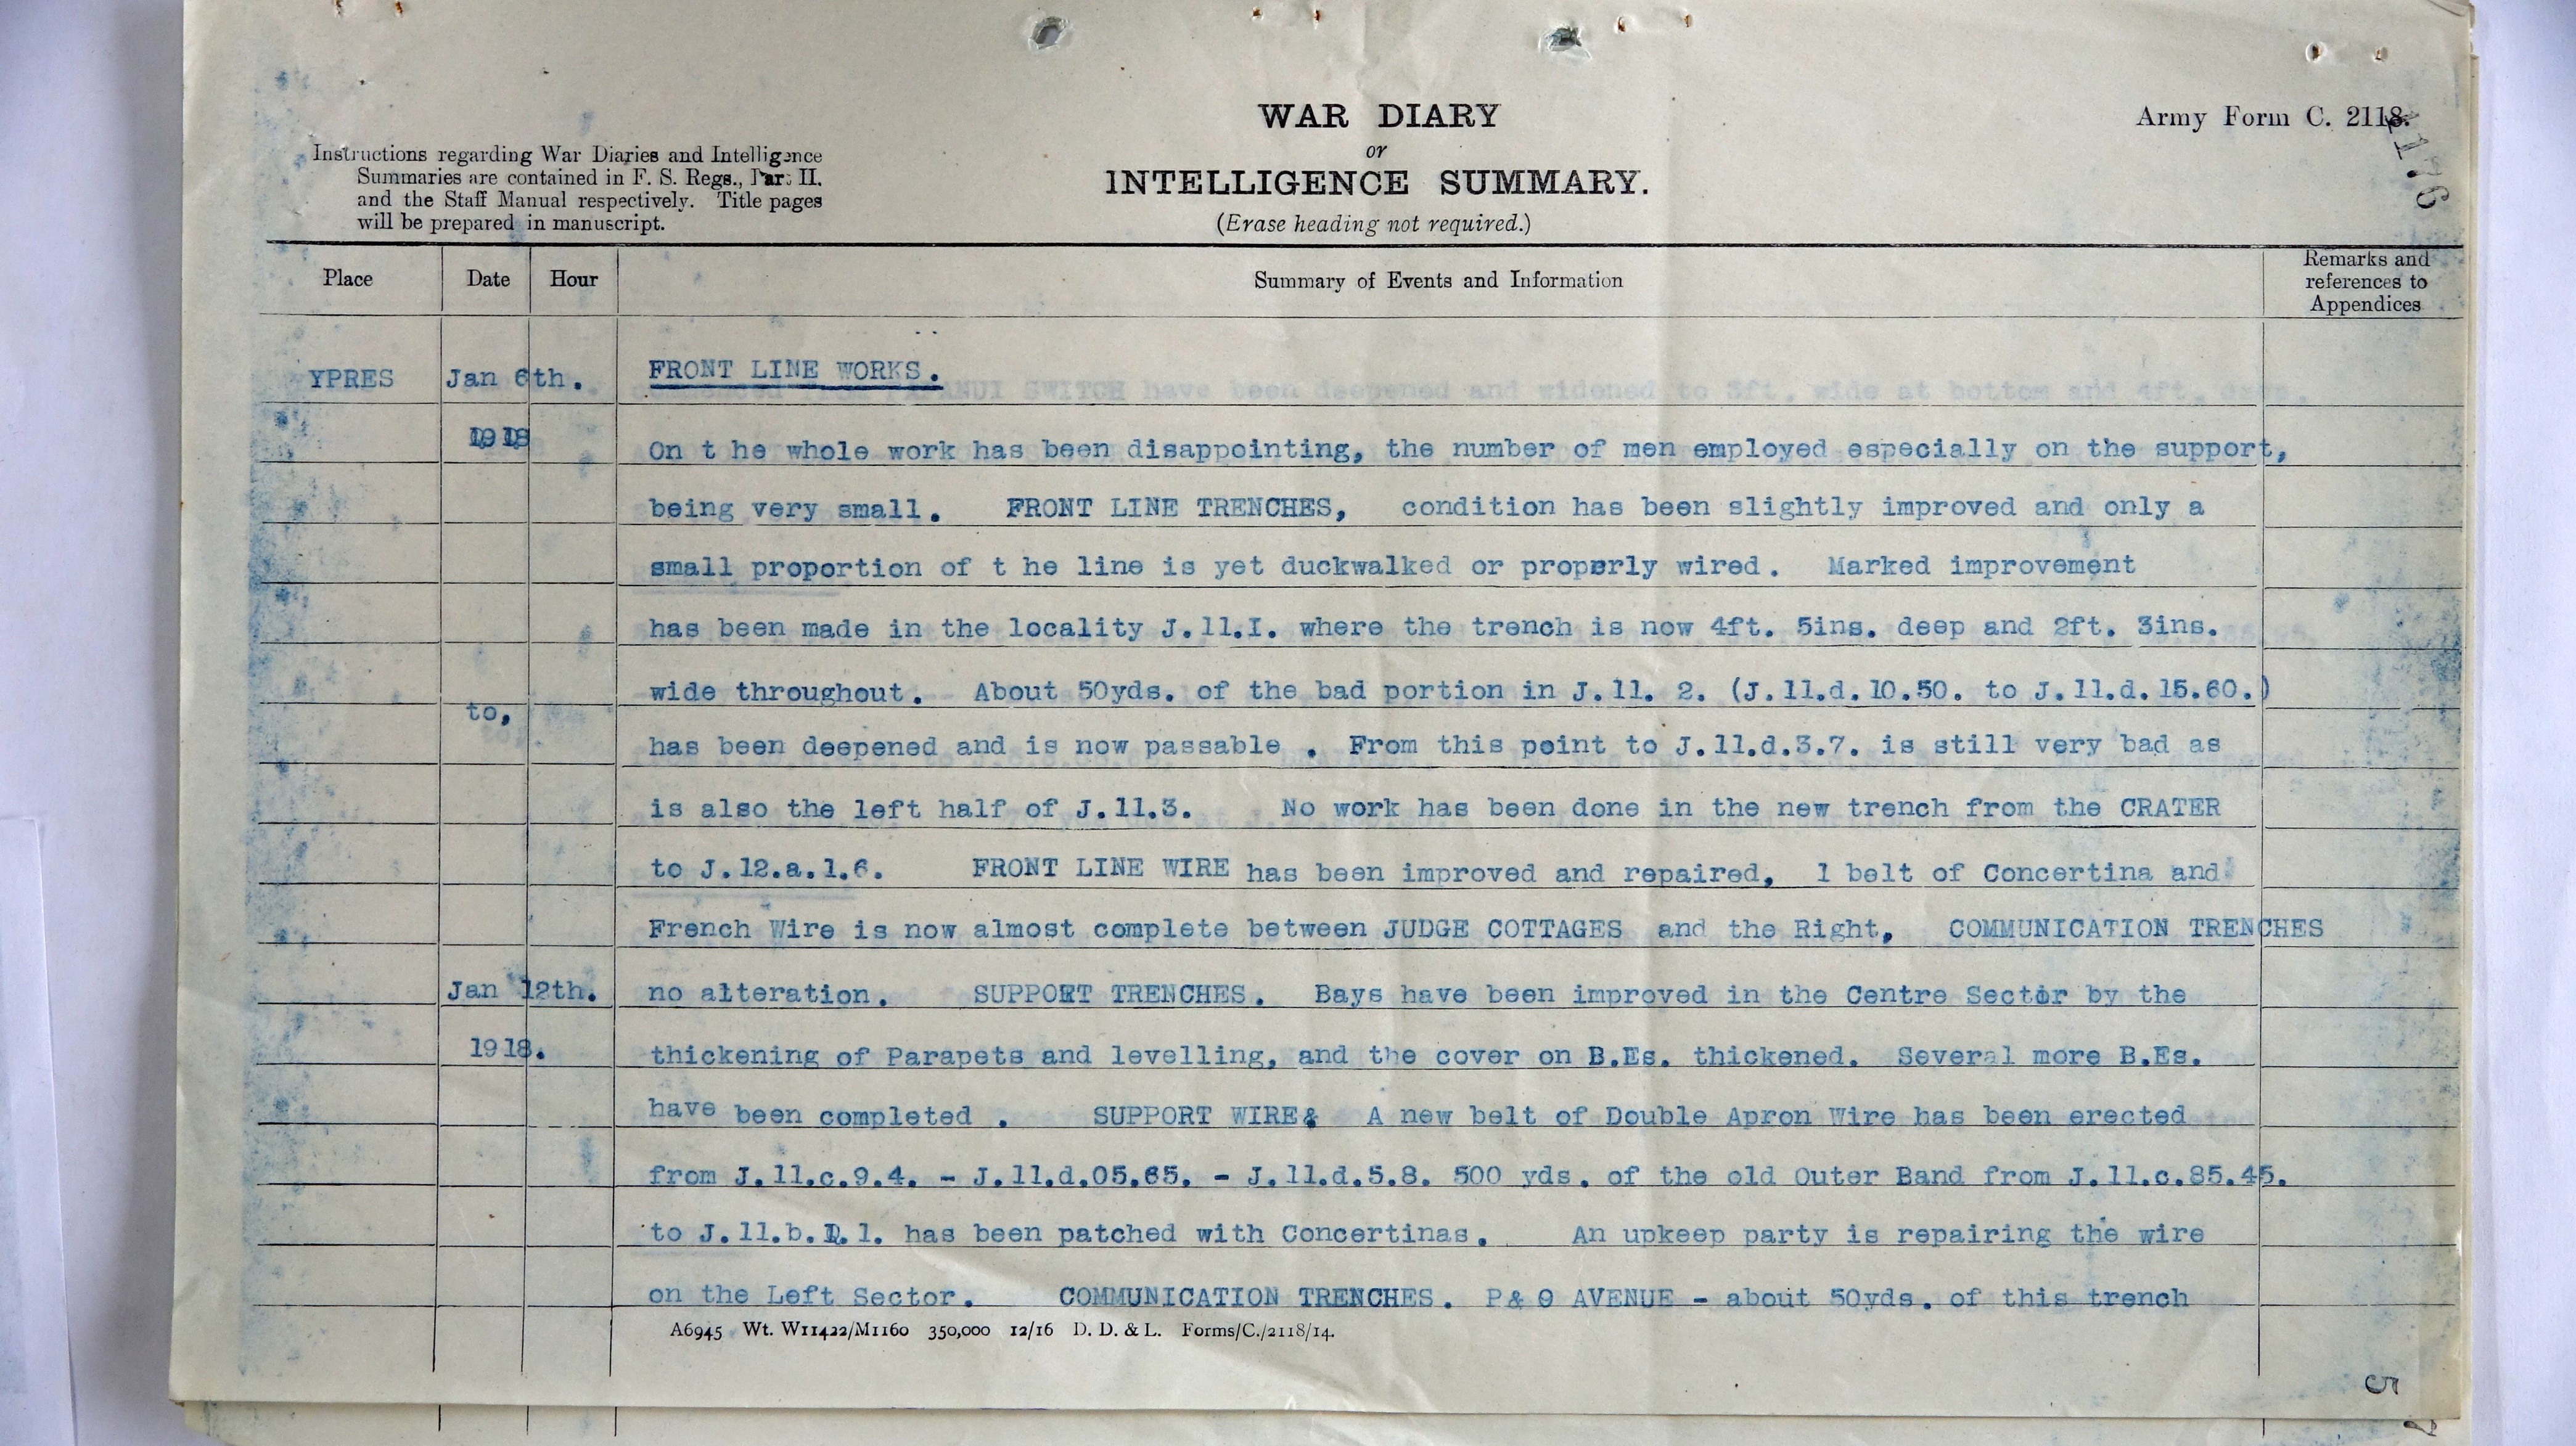 WAR DIARY
or
INTELLIGENCE SUMMARY.
(Erase heading not required.)
Army Form C. 2118.
Instructions regarding War Diaries and Intelligence
Summaries are contained in F. S. Regs., Part II.
and the Staff Manual respectively. Title pages
will be prepared in manuscript.
Place Date Hour Summary of Events and Information Remarks and
references to
Appendices
YPRES Jan 6th. FRONT LINE WORKS.
1918 On t he whole work has been disappointing, the number of men employed especially on the support,
being very small. FRONT LINE TRENCHES, condition has been slightly improved and only a
small proportion of t he line is yet duckwalked or properly wired. Marked improvement
has been made in the locality J.11.I. where the trench is now 4ft. 5ins. deep and 2ft. 3ins.
wide throughout. About 50yds. of the bad portion in J.11. 2. (J.11.d.10.50. to J.11.d.15.60.)
to,
has been deepened and is now passable . From this point to J.11.d.3.7. is still very bad as
is also the left half of J.11.3. No work has been done in the new trench from the CRATER
to J.12.a.1.6. FRONT LINE WIRE has been improved and repaired, 1 belt of Concertina and
French Wire is now almost complete between JUDGE COTTAGES and the Right, COMMUNICATION TRENCHES
Jan 12th. no alteration. SUPPORT TRENCHES. Bays have been improved in the Centre Sector by the
1918. thickening of Parapets and levelling, and the cover on B.Es. thickened. Several more B.Es.
have been completed . SUPPORT WIRE& A new belt of Double Apron Wire has been erected
from J.11.c.9.4. - J.11.d.05.65. - J.11.d.5.8. 500 yds. of the old Outer Band from J.11.c.85.45.
to J.11.b. 1. has been patched with Concertinas. An upkeep party is repairing the wire
on the Left Sector. COMMUNICATION TRENCHES. P & O AVENUE - about 50yds. of this trench
A6945 Wt. W11422/M1160 350,000 12/16 D. D. & L. Forms/C./2118/14.
5